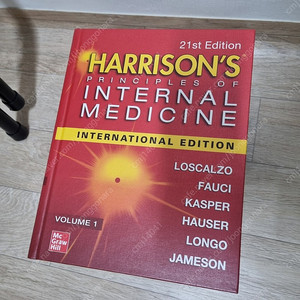 21st Edition
HARRISON'S
PRINCIPLES OF
INTERNAL
MEDICINE
INTERNATIONAL EDITION
LOSCALZO
FAUCI
KASPER
HAUSER
LONGO
JAMESON
VOLUME 1
Mc
Graw
Hill